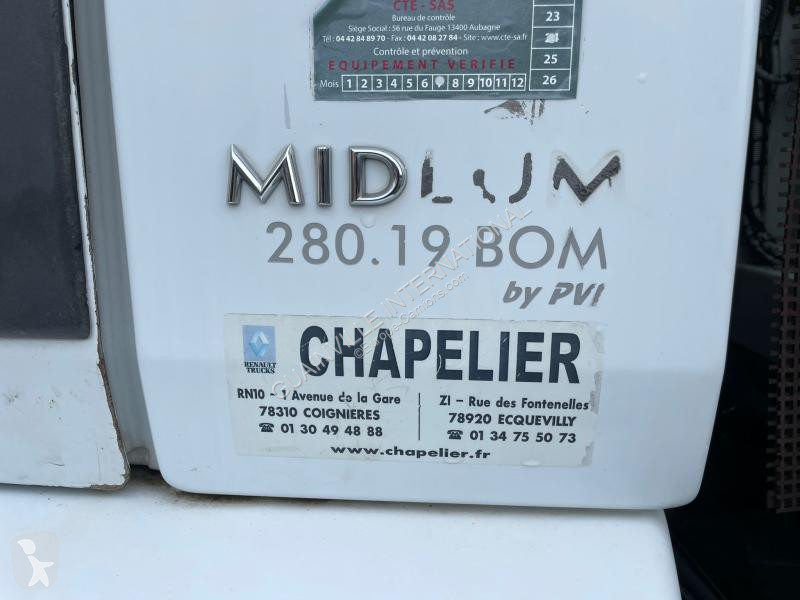 CTE - SAS
Bureau de contrôle
Siège Social : 56 rue du Fauge 13400 Aubagne
Tél : 04 42 84 89 70 - Fax : 04 42 08 27 84 - Site : www.cte-sa.fr
Contrôle et prévention
EQUIPEMENT VERIFIE
Mois 1 2 3 4 5 6 8 9 10 11 12
23
24
25
26
MIDLUM
280.19 BOM
by PVI
RENAULT
TRUCKS
CHAPELIER
RN10 - 1 Avenue de la Gare
78310 COIGNIERES
☎ 01 30 49 48 88
ZI - Rue des Fontenelles
78920 ECQUEVILLY
☎ 01 34 75 50 73
www.chapelier.fr
GUAINVILLE INTERNATIONAL